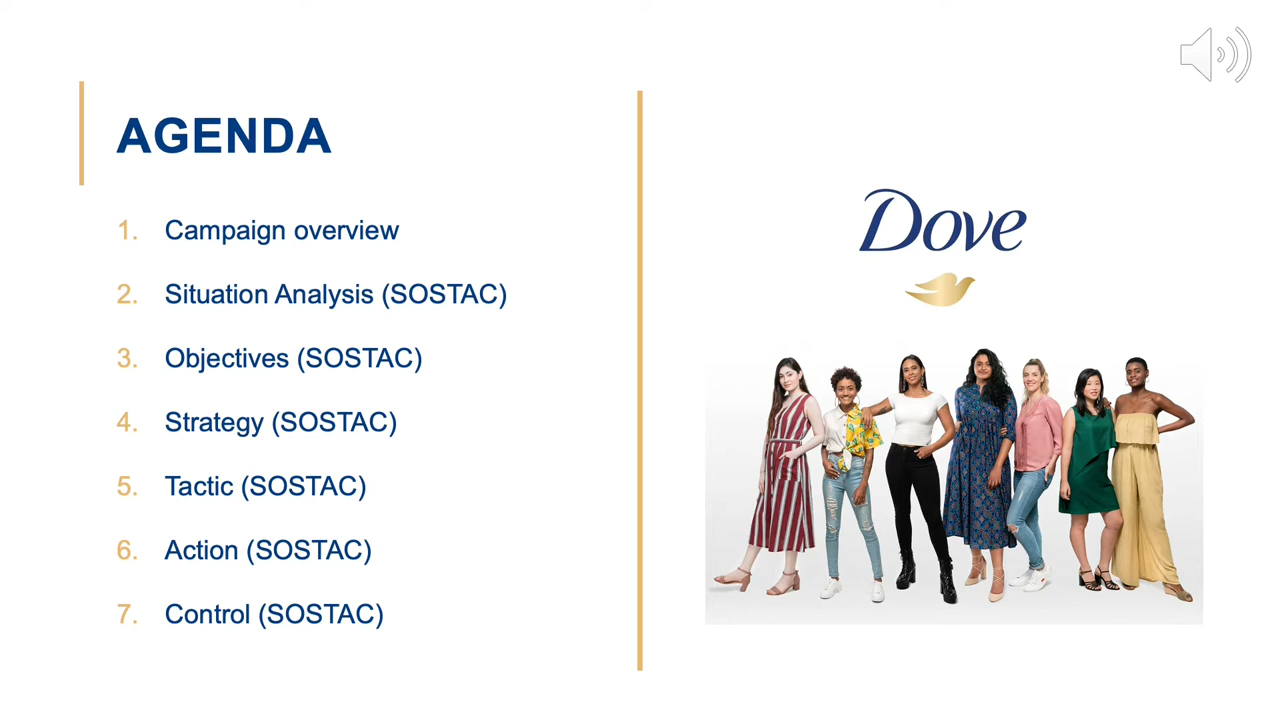 AGENDA
1. Campaign overview
2. Situation Analysis (SOSTAC)
3. Objectives (SOSTAC)
4. Strategy (SOSTAC)
5. Tactic (SOSTAC)
6. Action (SOSTAC)
7. Control (SOSTAC)
Dove